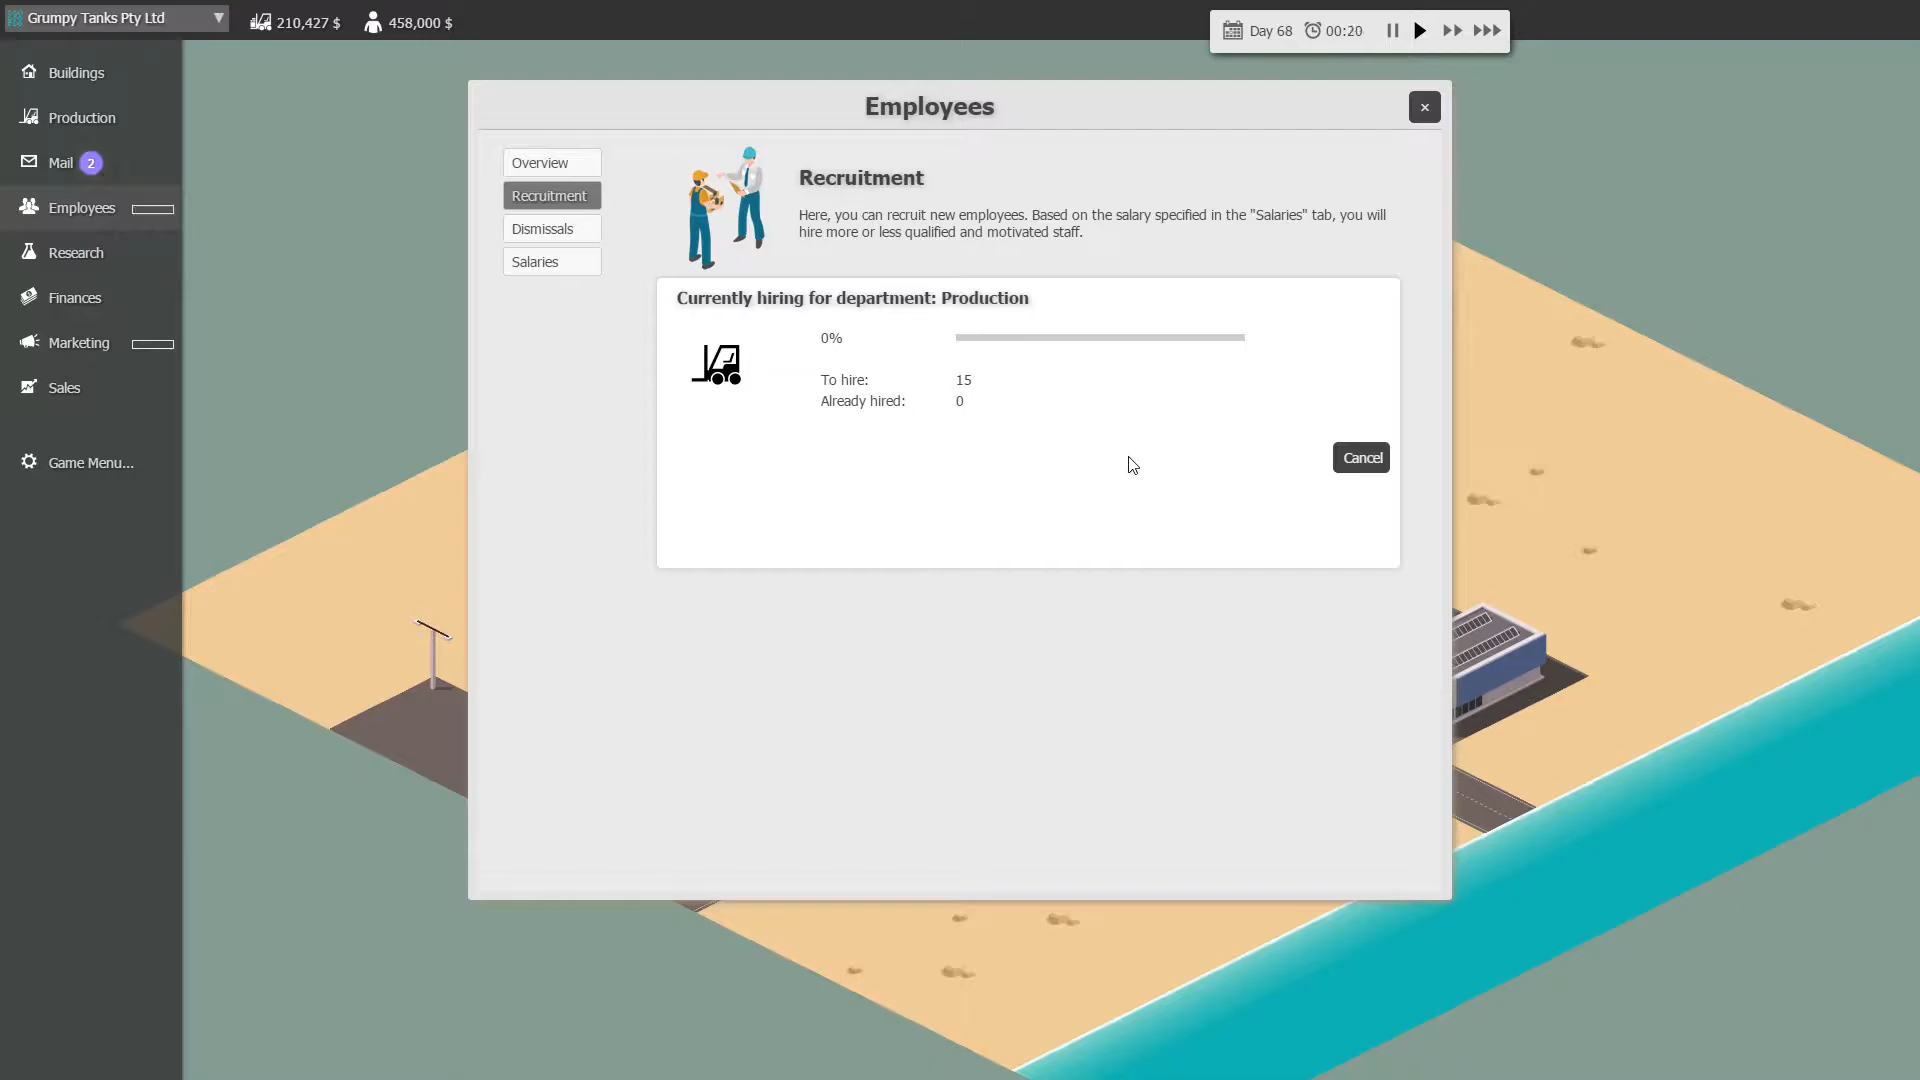 Grumpy Tanks Pty Ltd
210,427 $
458,000 $
Day 68
00:20
Buildings
Production
Mail
2
Employees
Research
Finances
Marketing
Sales
Game Menu...
Employees
×
Overview
Recruitment
Dismissals
Salaries
Recruitment
Here, you can recruit new employees. Based on the salary specified in the "Salaries" tab, you will
hire more or less qualified and motivated staff.
Currently hiring for department: Production
0%
To hire: 15
Already hired: 0
Cancel